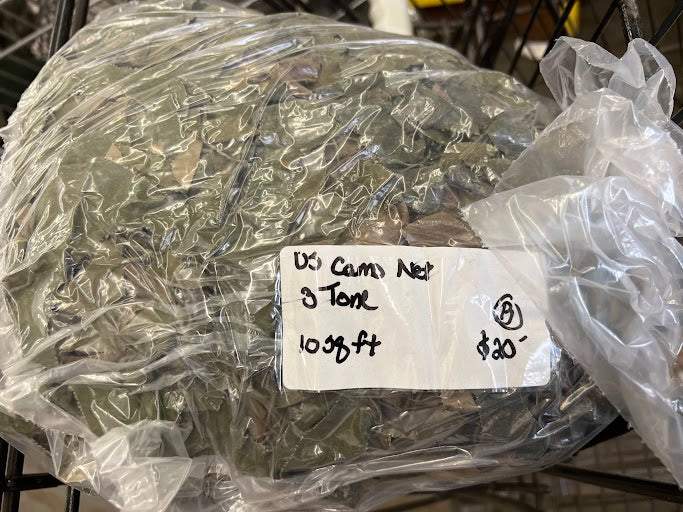 US Camo Net
3 Tone
10 sq ft
B
$20-